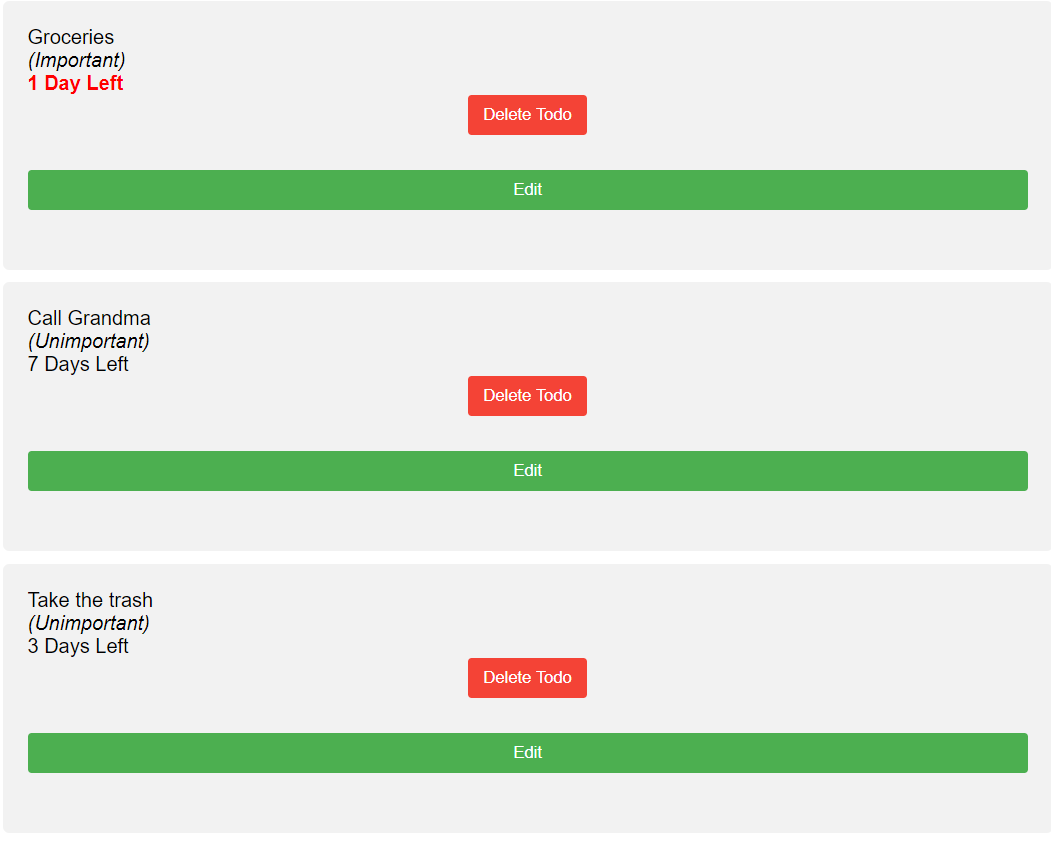 Groceries
(Important)
1 Day Left
Delete Todo
Edit
Call Grandma
(Unimportant)
7 Days Left
Delete Todo
Edit
Take the trash
(Unimportant)
3 Days Left
Delete Todo
Edit